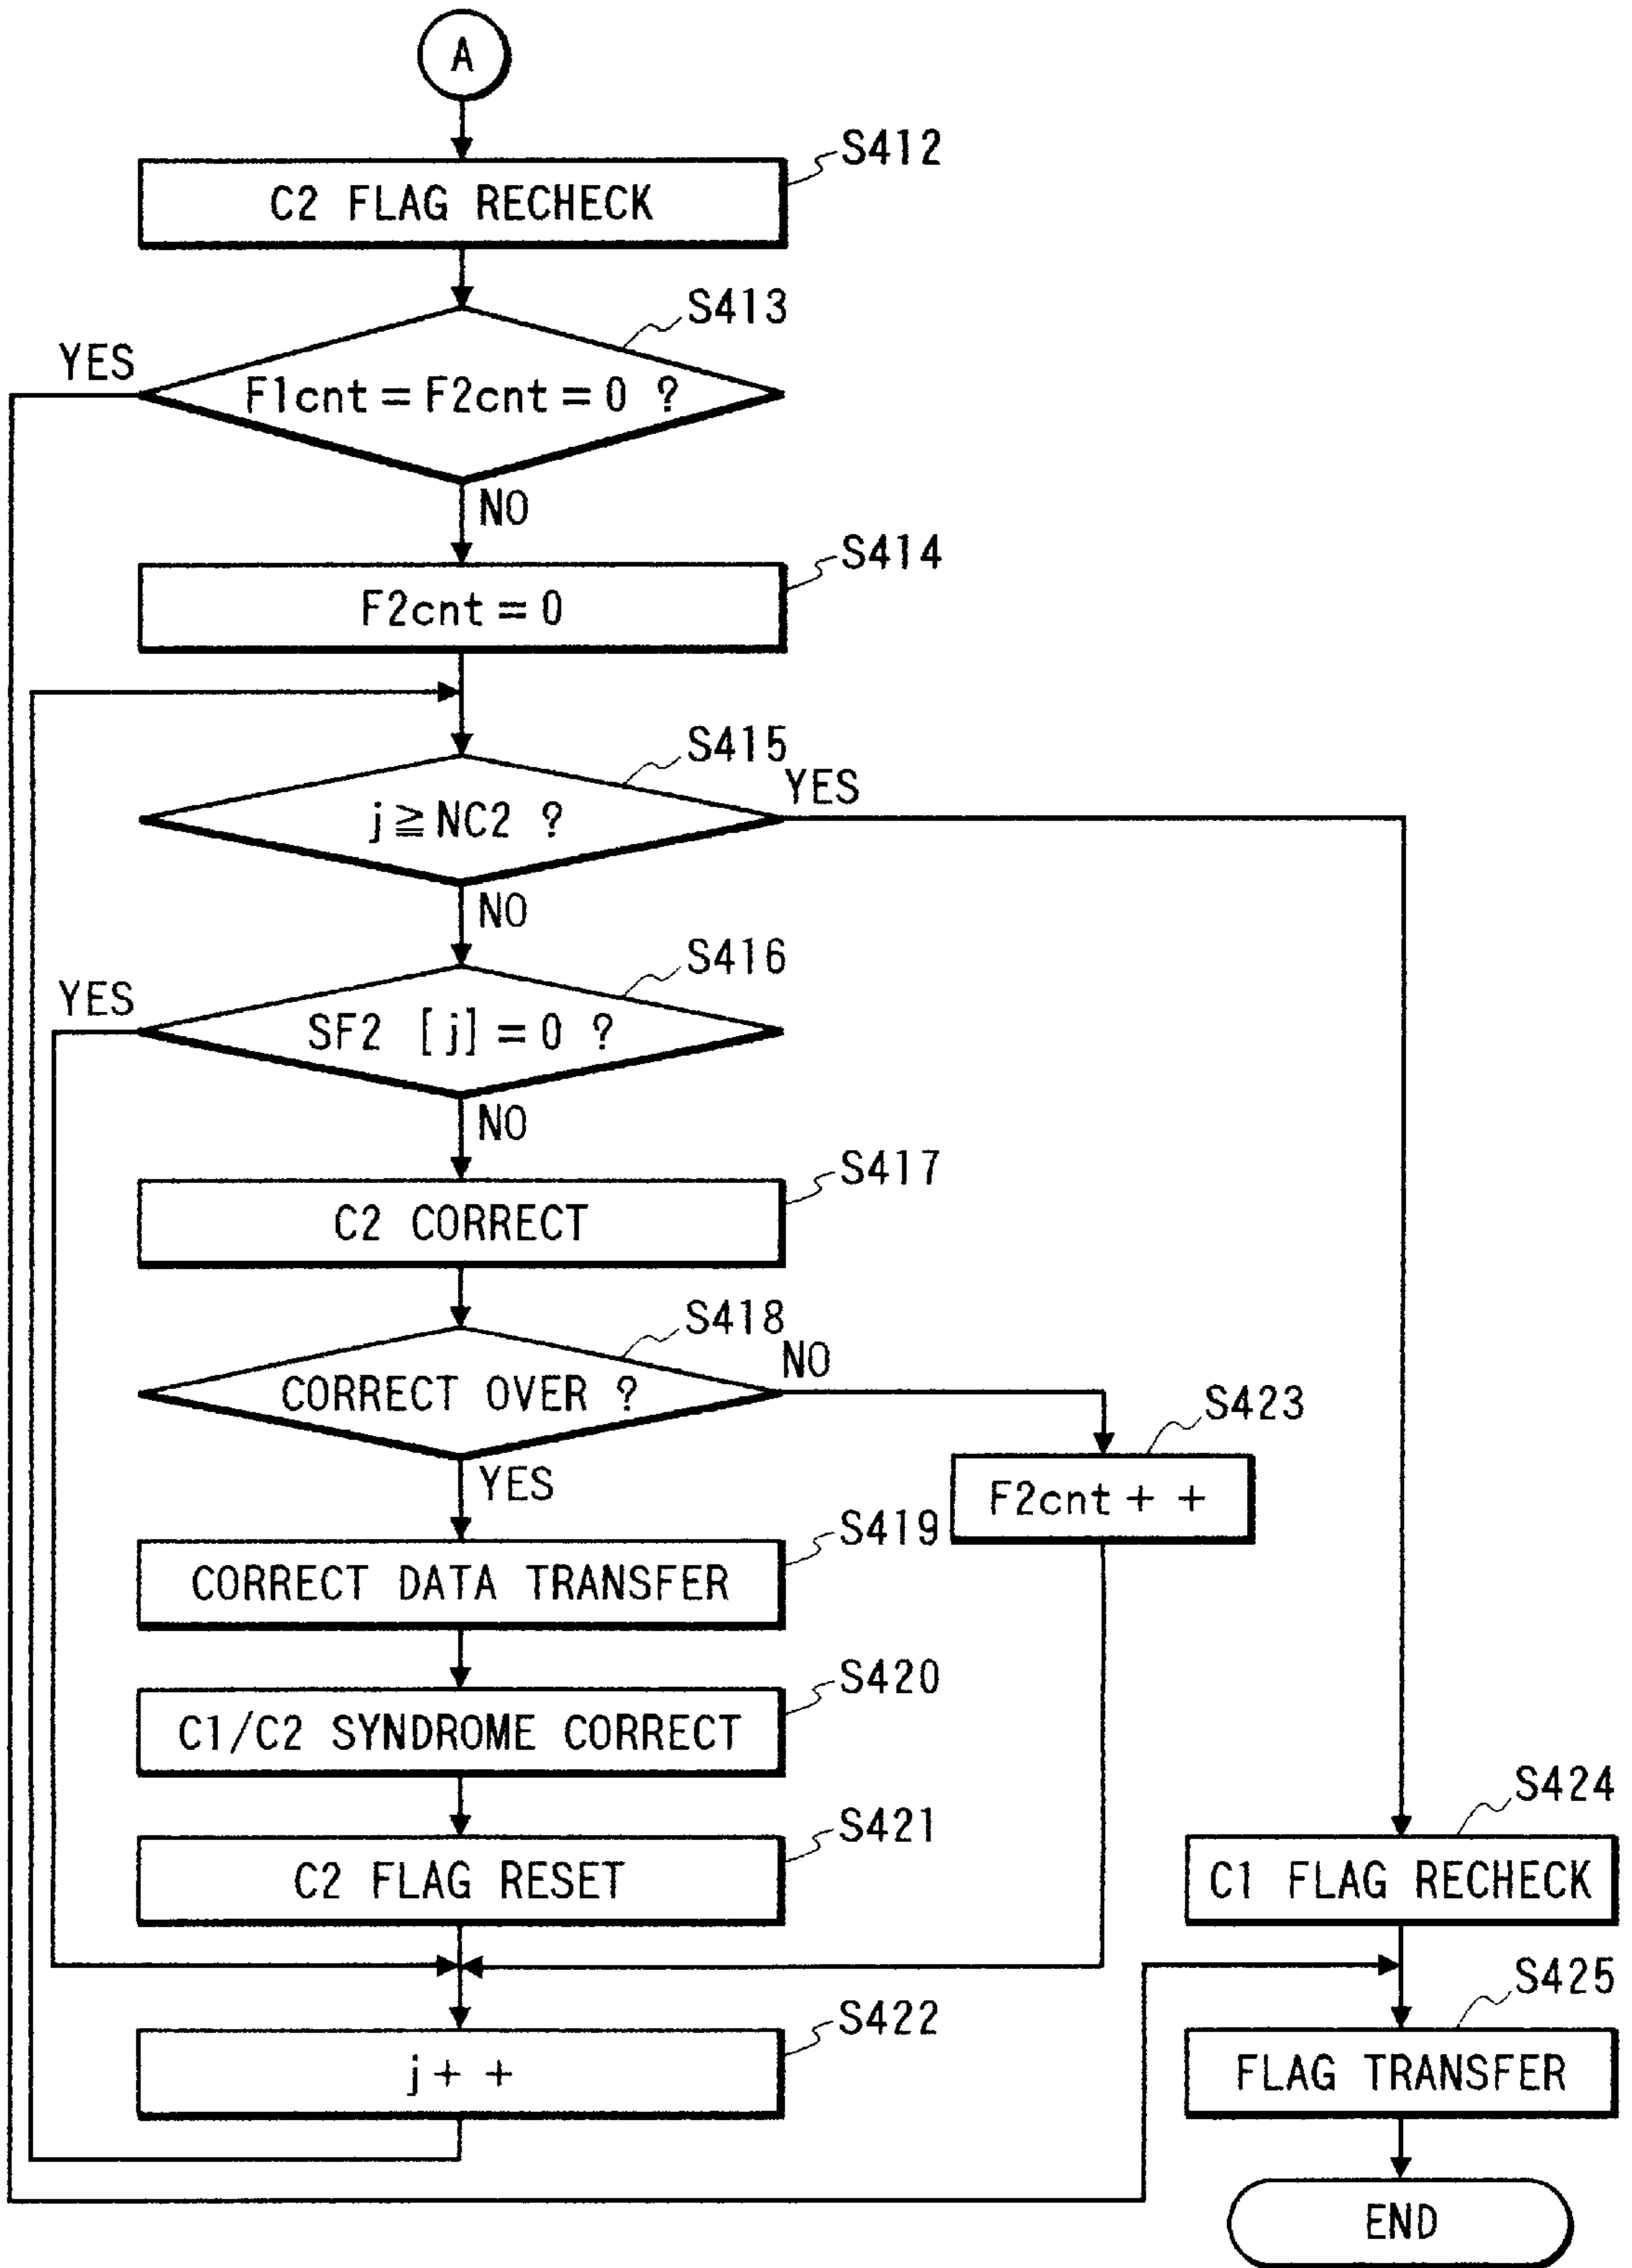 A
S412
C2 FLAG RECHECK
S413
YES
F1cnt = F2cnt = 0 ?
NO
S414
F2cnt = 0
S415
YES
j ≧ NC2 ?
NO
S416
YES
SF2 [j] = 0 ?
NO
S417
C2 CORRECT
S418
NO
CORRECT OVER ?
S423
YES
F2cnt + +
S419
CORRECT DATA TRANSFER
S420
C1/C2 SYNDROME CORRECT
S424
S421
C2 FLAG RESET
C1 FLAG RECHECK
S425
S422
j + +
FLAG TRANSFER
END